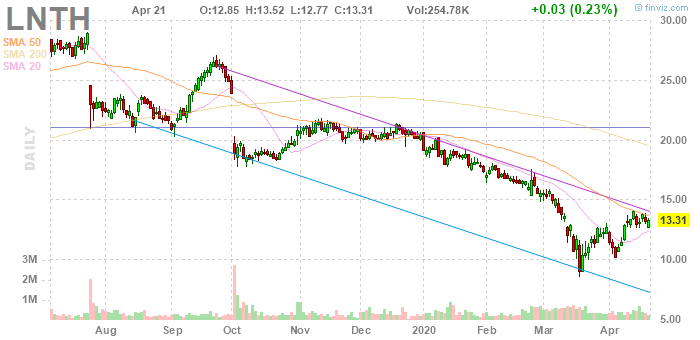 LNTH
Apr 21 O:12.85 H:13.52 L:12.77 C:13.31 Vol:254.78K +0.03 (0.23%)
© finviz.com
SMA 50
SMA 200
SMA 20
DAILY
30.00
25.00
20.00
15.00
13.31
10.00
5.00
3M
2M
1M
Aug Sep Oct Nov Dec 2020 Feb Mar Apr